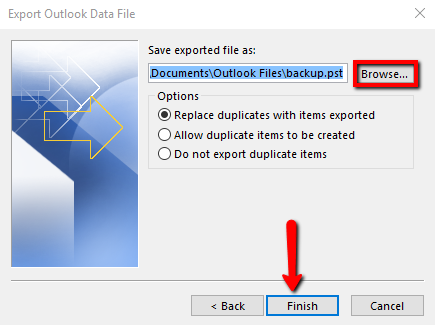 Export Outlook Data File
Save exported file as:
Documents\Outlook Files\backup.pst
Browse...
Options
Replace duplicates with items exported
Allow duplicate items to be created
Do not export duplicate items
< Back
Finish
Cancel